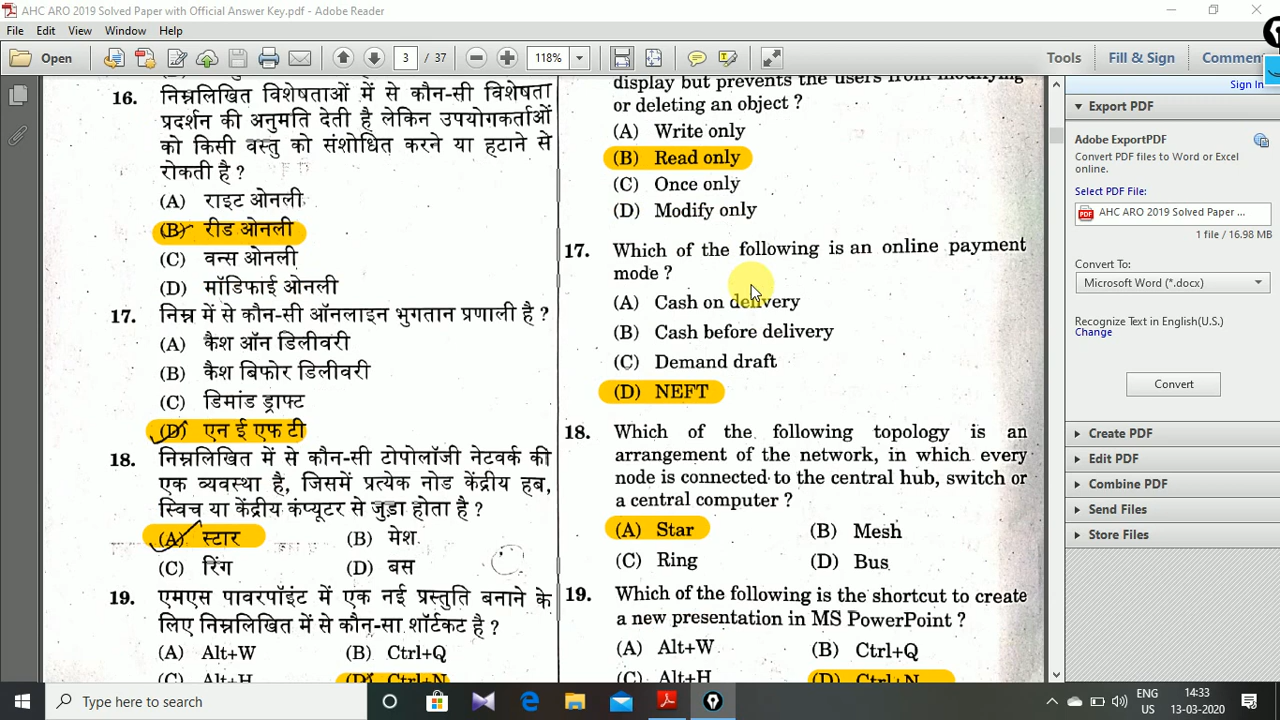 AHC ARO 2019 Solved Paper with Official Answer Key.pdf - Adobe Reader
File Edit View Window Help
Open 3 / 37 118% Tools Fill & Sign Comment
Sign In
Export PDF
Adobe ExportPDF
Convert PDF files to Word or Excel
online.
Select PDF File:
AHC ARO 2019 Solved Paper ...
1 file / 16.98 MB
Convert To:
Microsoft Word (*.docx)
Recognize Text in English(U.S.)
Change
Convert
Create PDF
Edit PDF
Combine PDF
Send Files
Store Files
16. निम्नलिखित विशेषताओं में से कौन-सी विशेषता
प्रदर्शन की अनुमति देती है लेकिन उपयोगकर्ताओं
को किसी वस्तु को संशोधित करने या हटाने से
रोकती है ?
(A) राइट ओनली
(B) रीड ओनली
(C) वन्स ओनली
(D) मॉडिफाई ओनली
17. निम्न में से कौन-सी ऑनलाइन भुगतान प्रणाली है ?
(A) कैश ऑन डिलीवरी
(B) कैश बिफोर डिलीवरी
(C) डिमांड ड्राफ्ट
(D) एन ई एफ टी
18. निम्नलिखित में से कौन-सी टोपोलॉजी नेटवर्क की
एक व्यवस्था है, जिसमें प्रत्येक नोड केंद्रीय हब,
स्विच या केंद्रीय कंप्यूटर से जुड़ा होता है ?
(A) स्टार (B) मेश
(C) रिंग (D) बस
19. एमएस पावरपॉइंट में एक नई प्रस्तुति बनाने के
लिए निम्नलिखित में से कौन-सा शॉर्टकट है ?
(A) Alt+W (B) Ctrl+Q
(C) Alt+H (D) Ctrl+N
display but prevents the users from modifying
or deleting an object ?
(A) Write only
(B) Read only
(C) Once only
(D) Modify only
17. Which of the following is an online payment
mode ?
(A) Cash on delivery
(B) Cash before delivery
(C) Demand draft
(D) NEFT
18. Which of the following topology is an
arrangement of the network, in which every
node is connected to the central hub, switch or
a central computer ?
(A) Star (B) Mesh
(C) Ring (D) Bus
19. Which of the following is the shortcut to create
a new presentation in MS PowerPoint ?
(A) Alt+W (B) Ctrl+Q
(C) Alt+H (D) Ctrl+N
Type here to search
ENG 14:33
US 13-03-2020